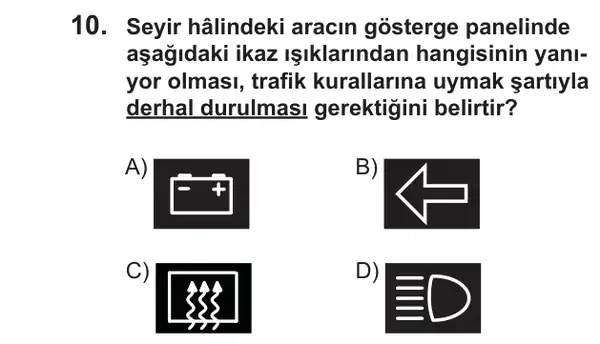 10. Seyir hâlindeki aracın gösterge panelinde
aşağıdaki ikaz ışıklarından hangisinin yanı-
yor olması, trafik kurallarına uymak şartıyla
derhal durulması gerektiğini belirtir?
A) B)
- +
C) D)